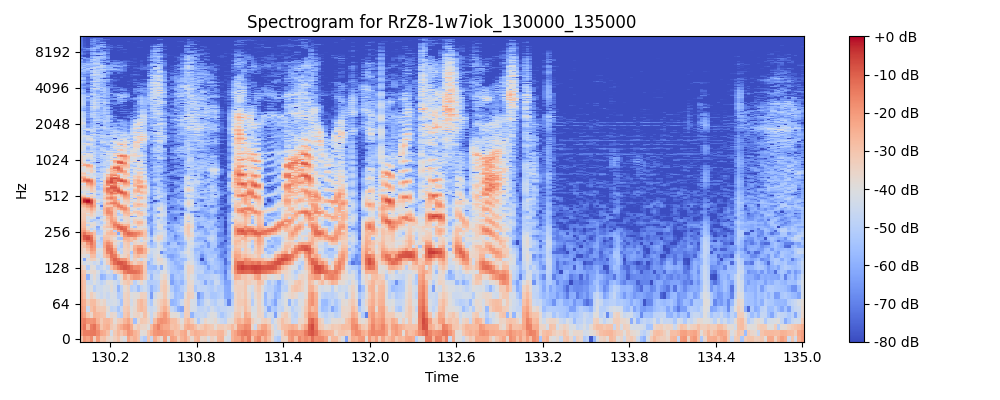 Spectrogram for RrZ8-1w7iok_130000_135000
8192
4096
2048
1024
512
256
128
64
0
Hz
130.2 130.8 131.4 132.0 132.6 133.2 133.8 134.4 135.0
Time
+0 dB
-10 dB
-20 dB
-30 dB
-40 dB
-50 dB
-60 dB
-70 dB
-80 dB